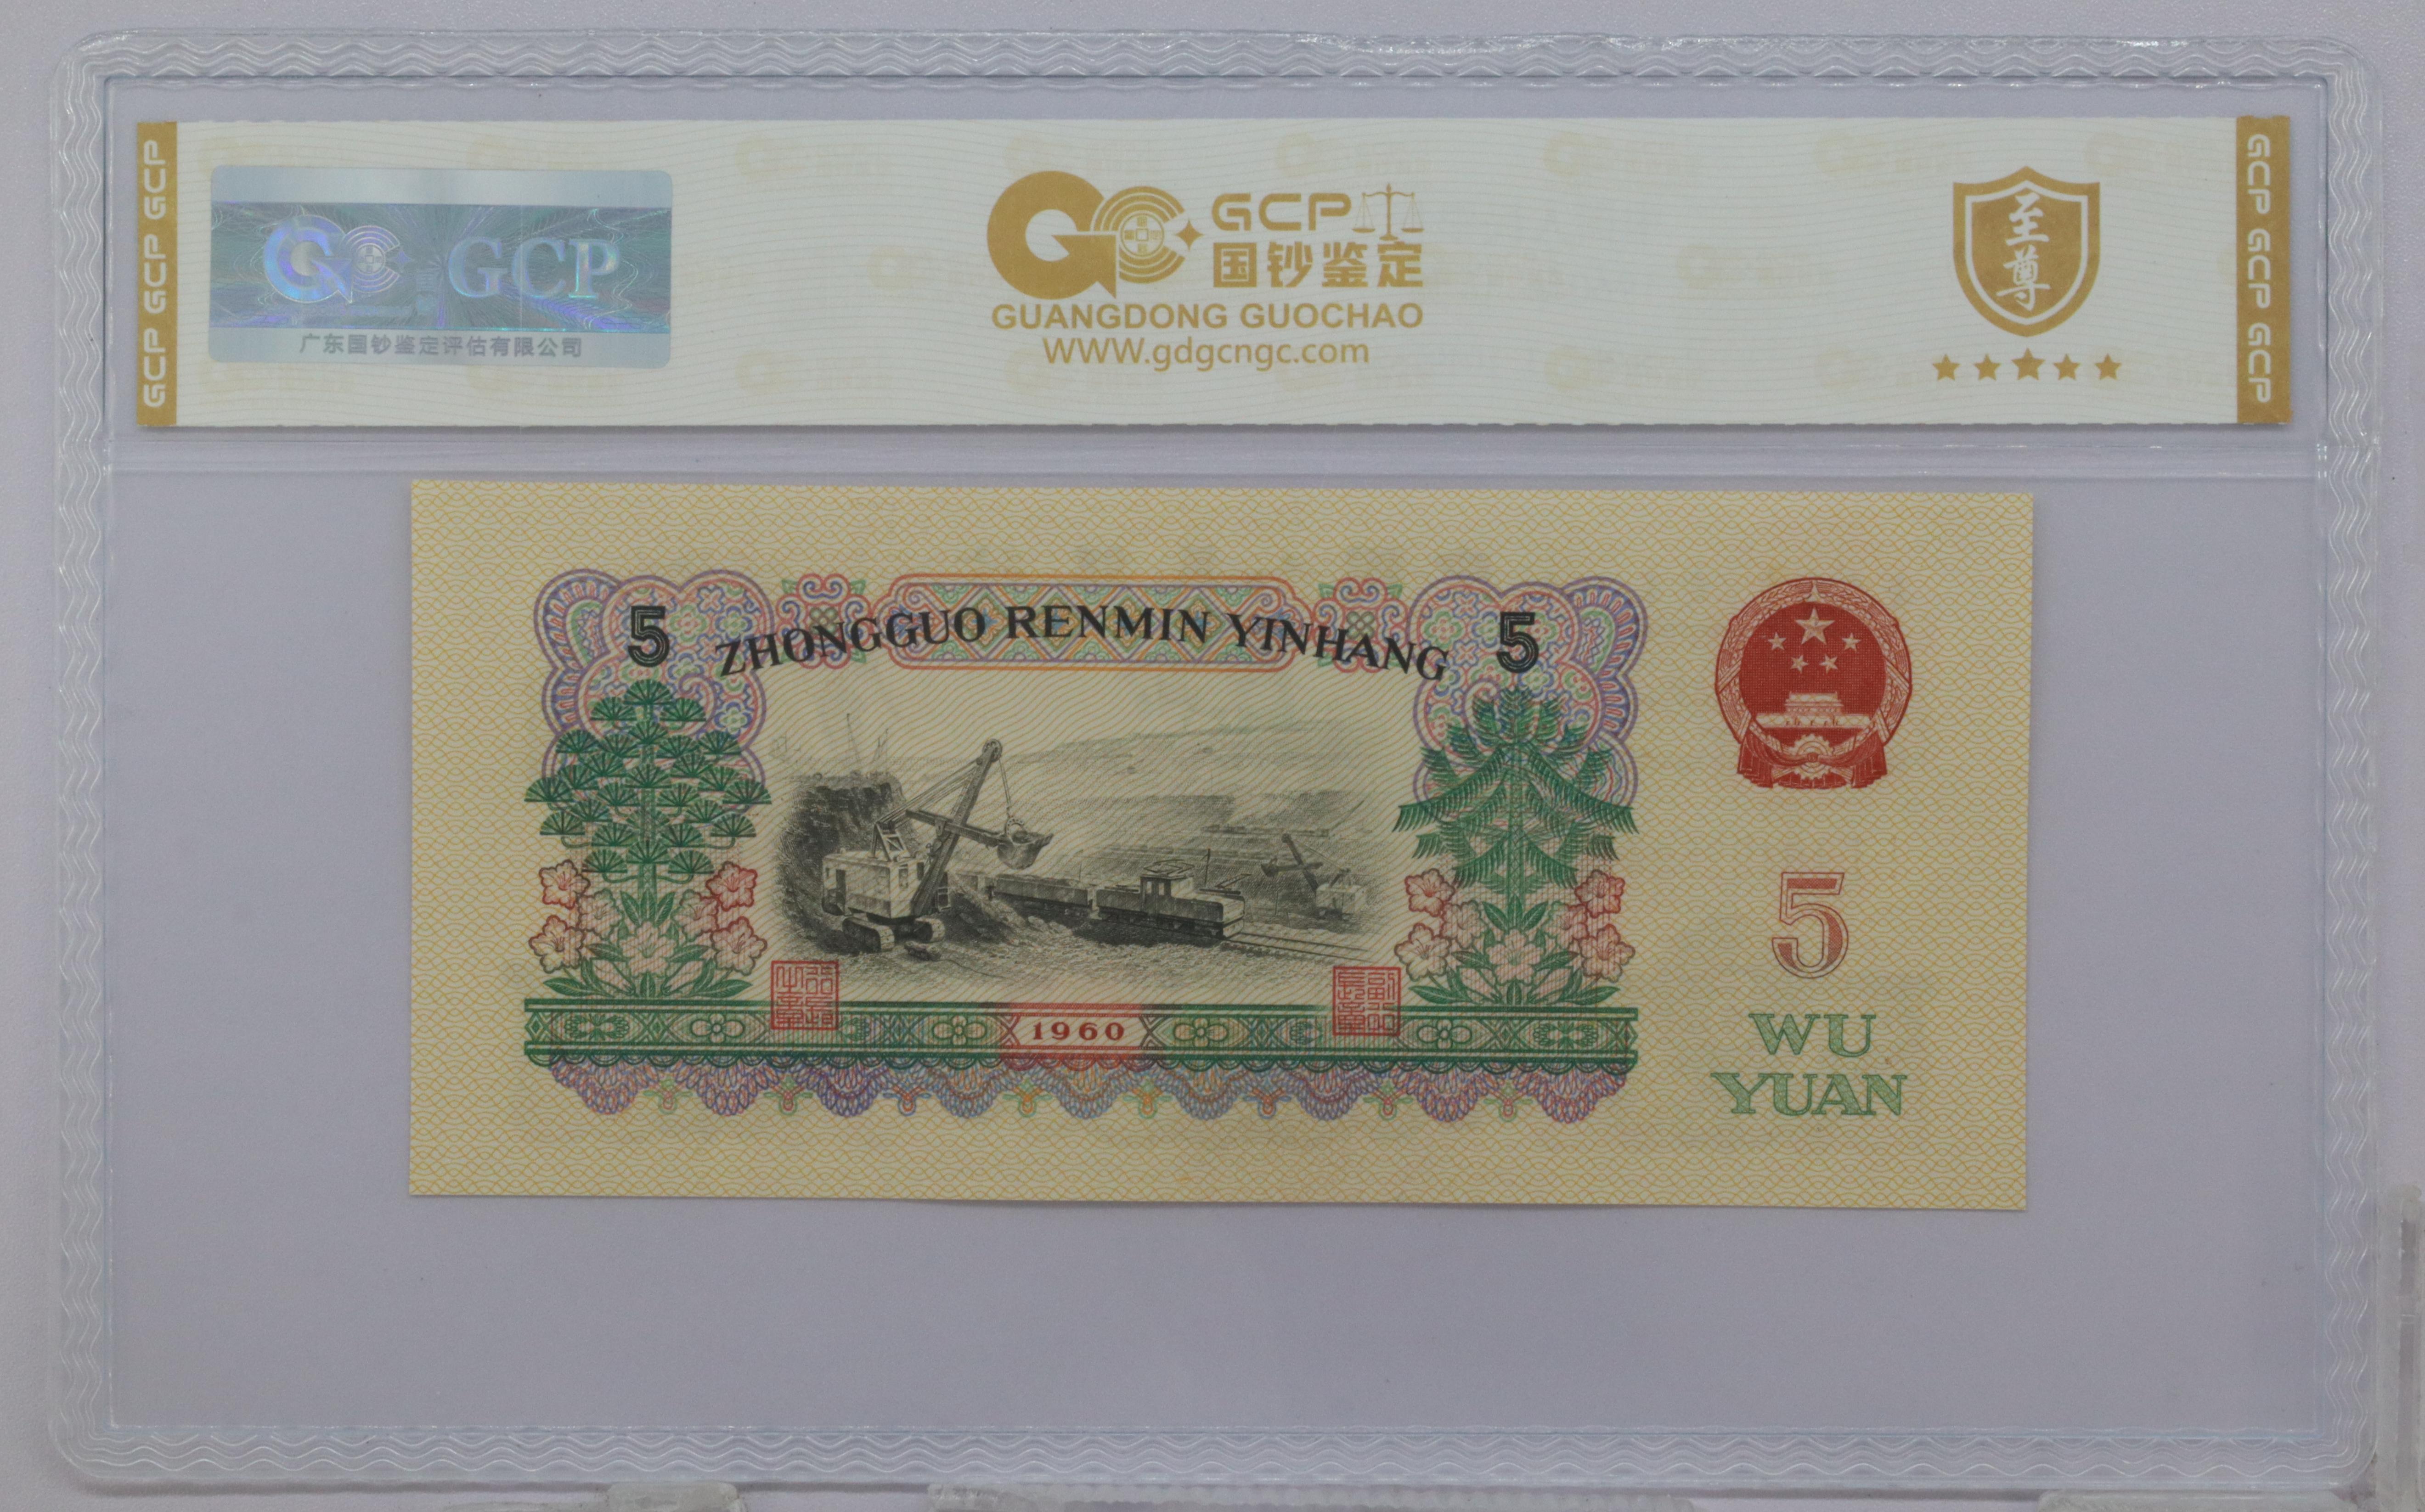 GCP GCP GCP
GCP
广东国钞鉴定评估有限公司
GCP
国钞鉴定
GUANGDONG GUOCHAO
WWW.gdgcngc.com
至尊
GCP GCP GCP
5 ZHONGGUO RENMIN YINHANG 5
1960
5
WU
YUAN